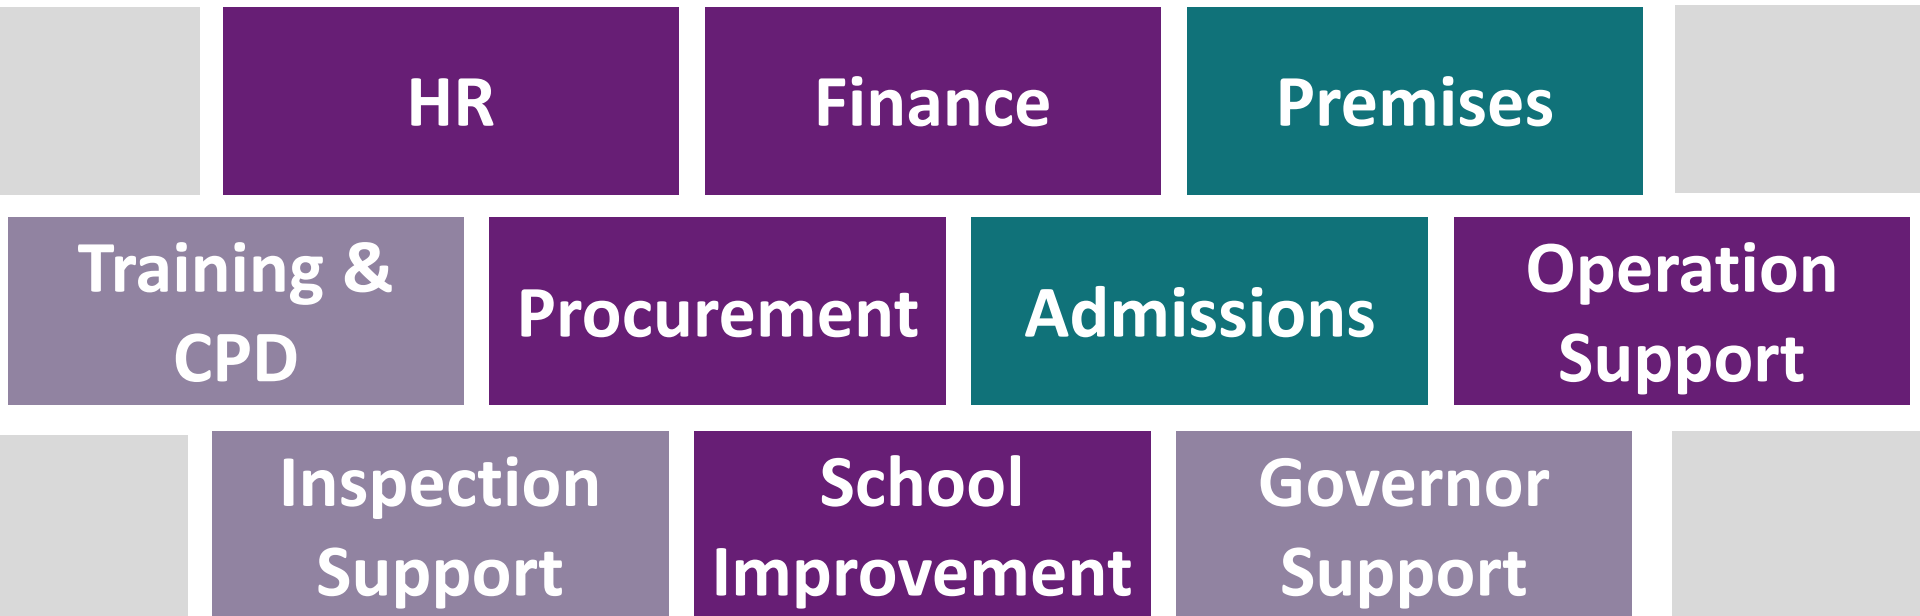 HR
Finance
Premises
Training &
CPD
Procurement
Admissions
Operation
Support
Inspection
Support
School
Improvement
Governor
Support